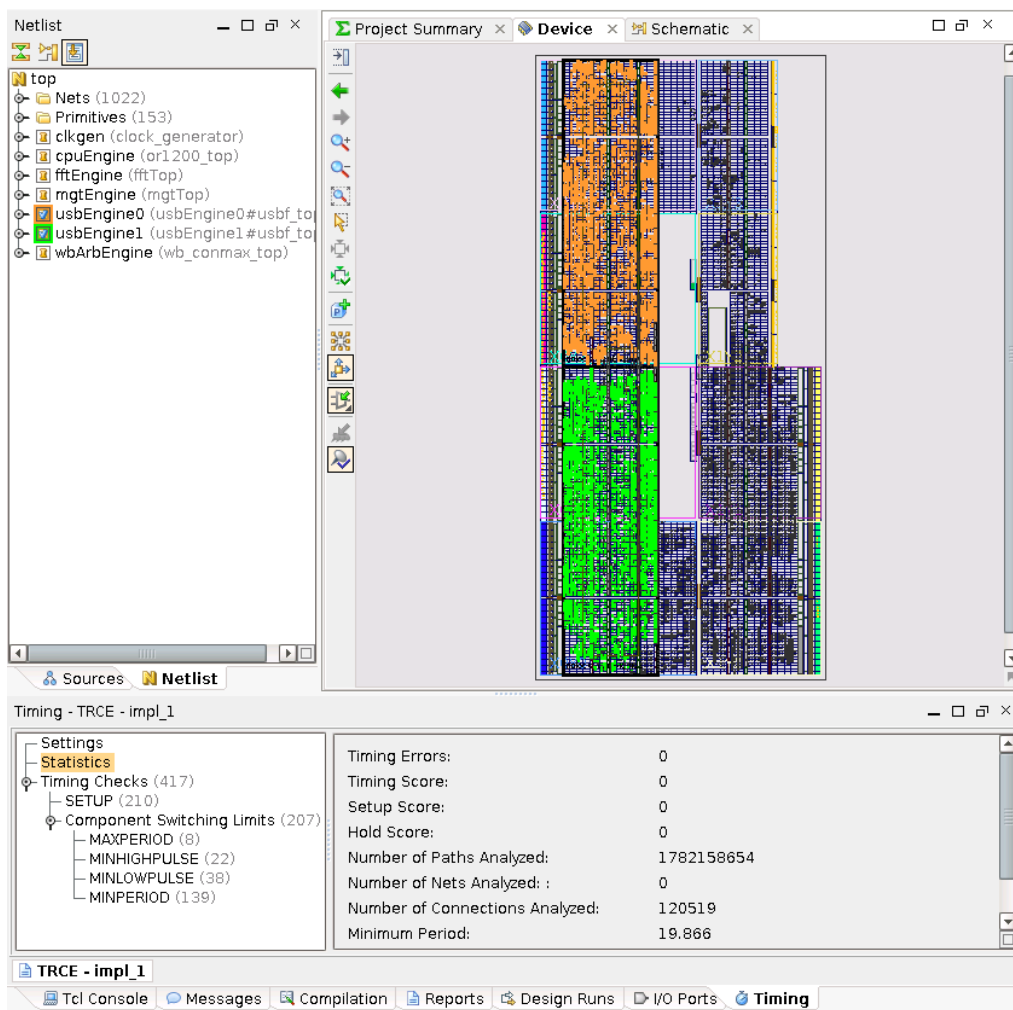 Netlist
top
Nets (1022)
Primitives (153)
clkgen (clock_generator)
cpuEngine (or1200_top)
fftEngine (fftTop)
mgtEngine (mgtTop)
usbEngine0 (usbEngine0#usbf_top
usbEngine1 (usbEngine1#usbf_top
wbArbEngine (wb_conmax_top)
Sources
Netlist
Project Summary
Device
Schematic
Timing - TRCE - impl_1
Settings
Statistics
Timing Checks (417)
SETUP (210)
Component Switching Limits (207)
MAXPERIOD (8)
MINHIGHPULSE (22)
MINLOWPULSE (38)
MINPERIOD (139)
Timing Errors: 0
Timing Score: 0
Setup Score: 0
Hold Score: 0
Number of Paths Analyzed: 1782158654
Number of Nets Analyzed: : 0
Number of Connections Analyzed: 120519
Minimum Period: 19.866
TRCE - impl_1
Tcl Console
Messages
Compilation
Reports
Design Runs
I/O Ports
Timing